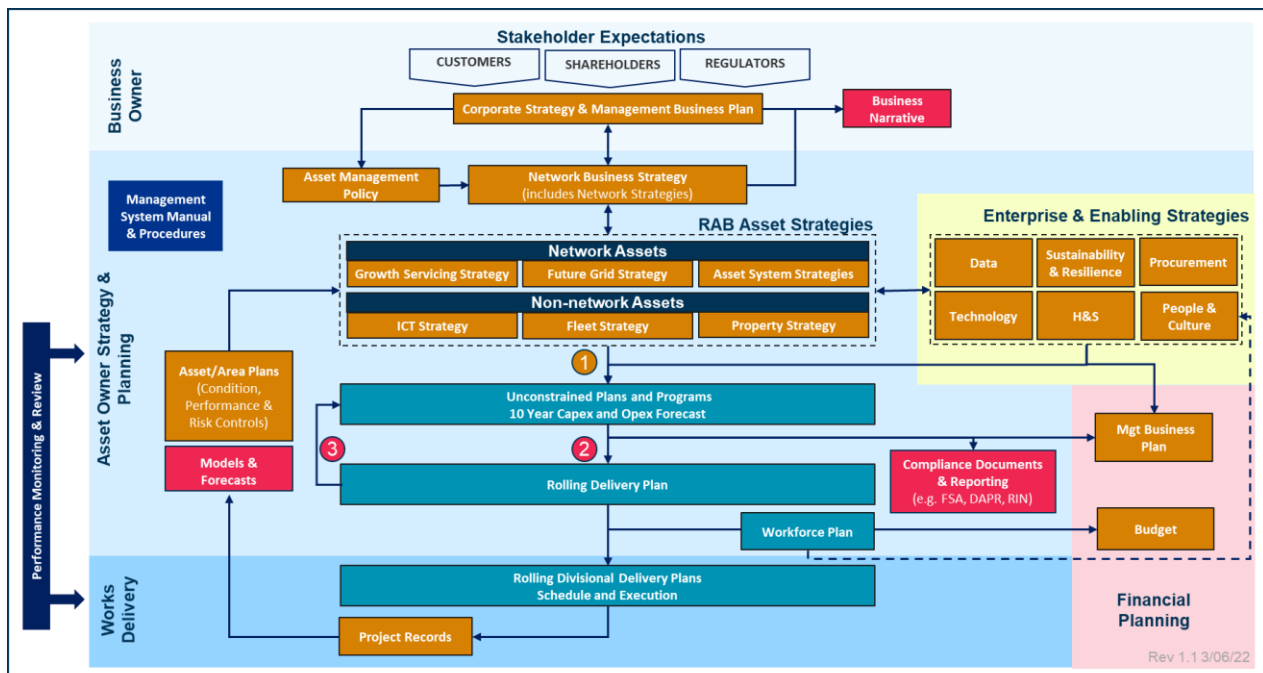 Stakeholder Expectations
CUSTOMERS
SHAREHOLDERS
REGULATORS
Business
Owner
Corporate Strategy & Management Business Plan
Business
Narrative
Asset Management
Policy
Network Business Strategy
(includes Network Strategies)
Management
System Manual
& Procedures
RAB Asset Strategies
Enterprise & Enabling Strategies
Network Assets
Growth Servicing Strategy
Future Grid Strategy
Asset System Strategies
Non-network Assets
ICT Strategy
Fleet Strategy
Property Strategy
Data
Sustainability
& Resilience
Procurement
Technology
H&S
People &
Culture
Performance Monitoring & Review
Asset Owner Strategy &
Planning
Asset/Area Plans
(Condition,
Performance &
Risk Controls)
Models &
Forecasts
1
Unconstrained Plans and Programs
10 Year Capex and Opex Forecast
3
2
Mgt Business
Plan
Compliance Documents
& Reporting
(e.g. FSA, DAPR, RIN)
Rolling Delivery Plan
Workforce Plan
Budget
Works
Delivery
Rolling Divisional Delivery Plans
Schedule and Execution
Project Records
Financial
Planning
Rev 1.1 3/06/22